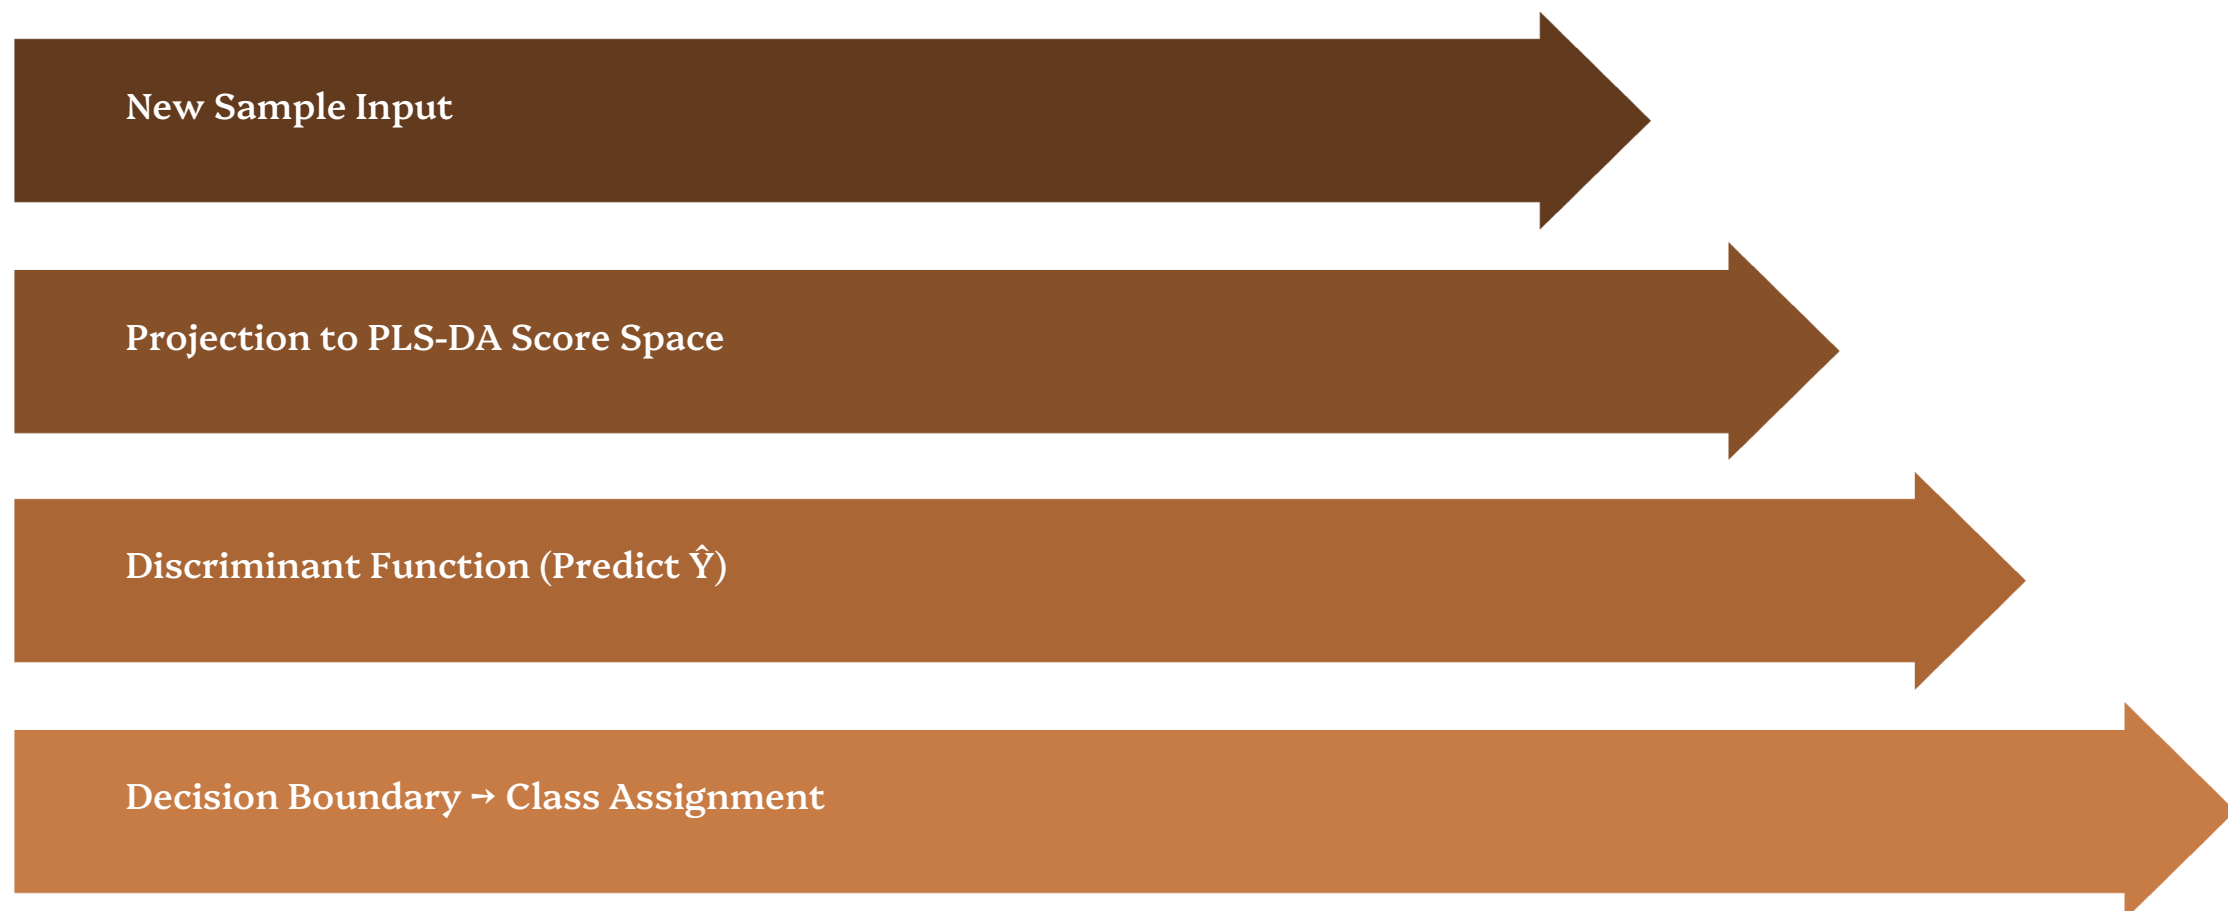 New Sample Input
Projection to PLS-DA Score Space
Discriminant Function (Predict Ŷ)
Decision Boundary → Class Assignment